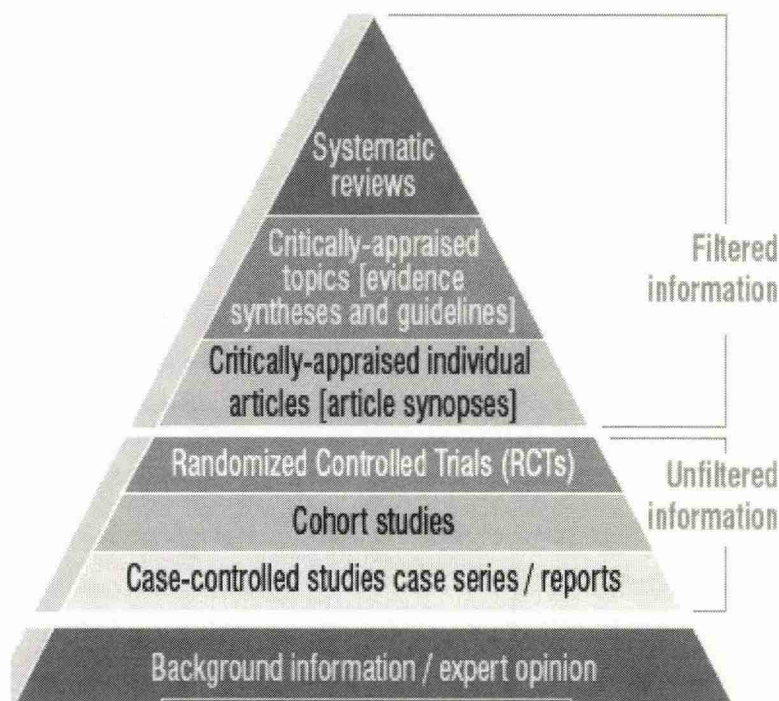 Systematic
reviews
Critically-appraised
topics [evidence
syntheses and guidelines]
Filtered
information
Critically-appraised individual
articles [article synopses]
Randomized Controlled Trials (RCTs)
Unfiltered
information
Cohort studies
Case-controlled studies case series / reports
Background information / expert opinion